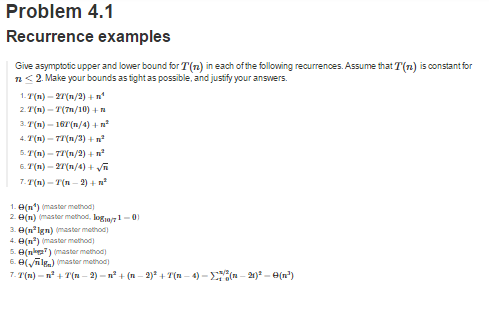 Problem 4.1
Recurrence examples
Give asymptotic upper and lower bound for T(n) in each of the following recurrences. Assume that T(n) is constant for
n ≤ 2. Make your bounds as tight as possible, and justify your answers.
1. T(n) = 2T(n/2) + n⁴
2. T(n) = T(7n/10) + n
3. T(n) = 16T(n/4) + n²
4. T(n) = 7T(n/3) + n²
5. T(n) = 7T(n/2) + n²
6. T(n) = 2T(n/4) + √n
7. T(n) = T(n − 2) + n²
1. Θ(n⁴) (master method)
2. Θ(n) (master method, log₁₀/₇ 1 = 0)
3. Θ(n² lg n) (master method)
4. Θ(n²) (master method)
5. Θ(n^{log₂ 7}) (master method)
6. Θ(√n lg_n) (master method)
7. T(n) = n² + T(n − 2) = n² + (n − 2)² + T(n − 4) = ∑_{i=0}^{n/2} (n − 2i)² = Θ(n³)